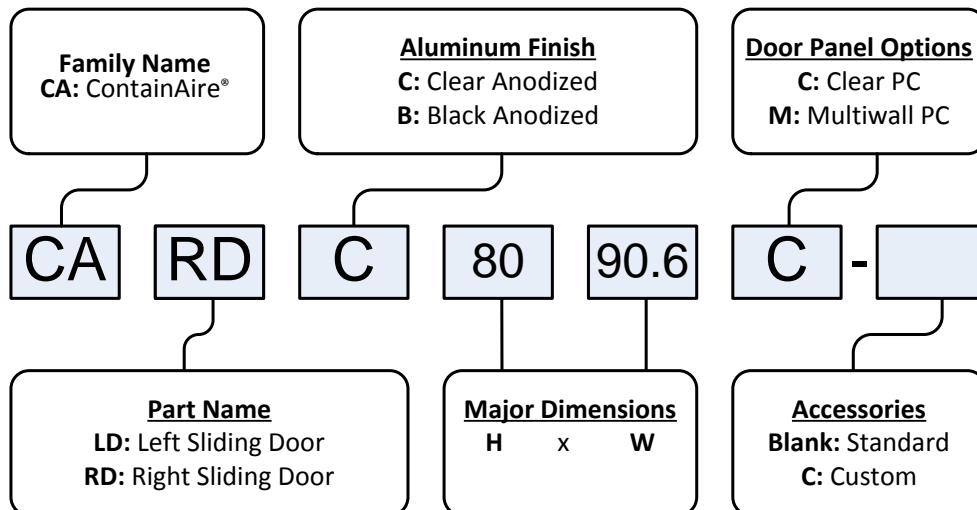 Family Name
CA: ContainAire®
Aluminum Finish
C: Clear Anodized
B: Black Anodized
Door Panel Options
C: Clear PC
M: Multiwall PC
CA RD C 80 90.6 C -
Part Name
LD: Left Sliding Door
RD: Right Sliding Door
Major Dimensions
H x W
Accessories
Blank: Standard
C: Custom